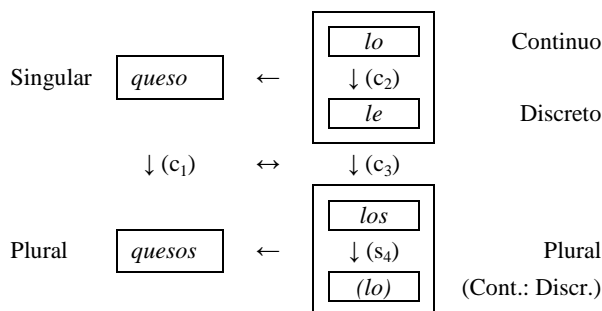 lo Continuo
Singular queso ← ↓ (c₂)
le Discreto
↓ (c₁) ↔ ↓ (c₃)
los
Plural quesos ← ↓ (s₄) Plural
(lo) (Cont.: Discr.)